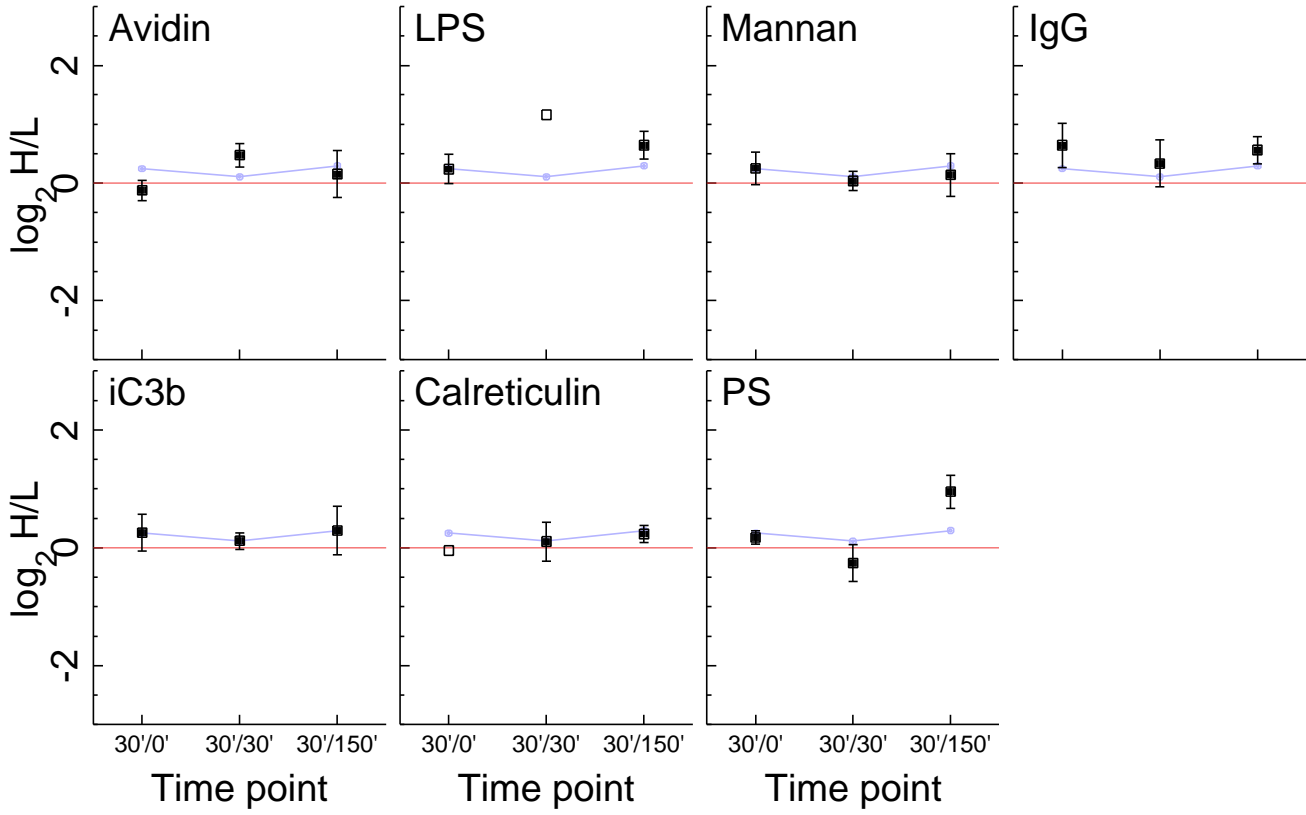 Avidin
LPS
Mannan
IgG
2
0
-2
log2 H/L
iC3b
Calreticulin
PS
2
0
-2
log2 H/L
30'/0' 30'/30' 30'/150'
30'/0' 30'/30' 30'/150'
30'/0' 30'/30' 30'/150'
Time point
Time point
Time point